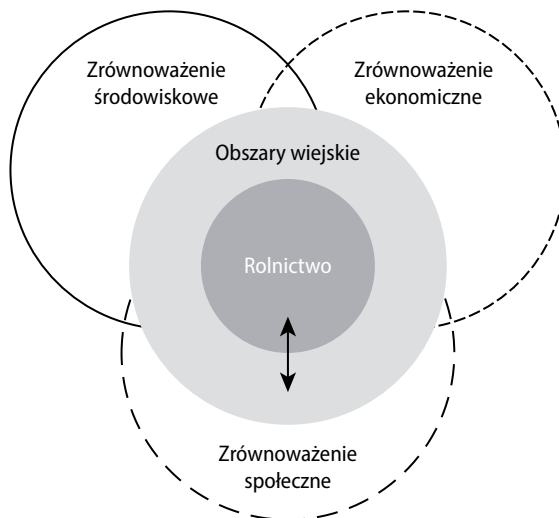 Zrównoważenie
środowiskowe
Zrównoważenie
ekonomiczne
Obszary wiejskie
Rolnictwo
Zrównoważenie
społeczne